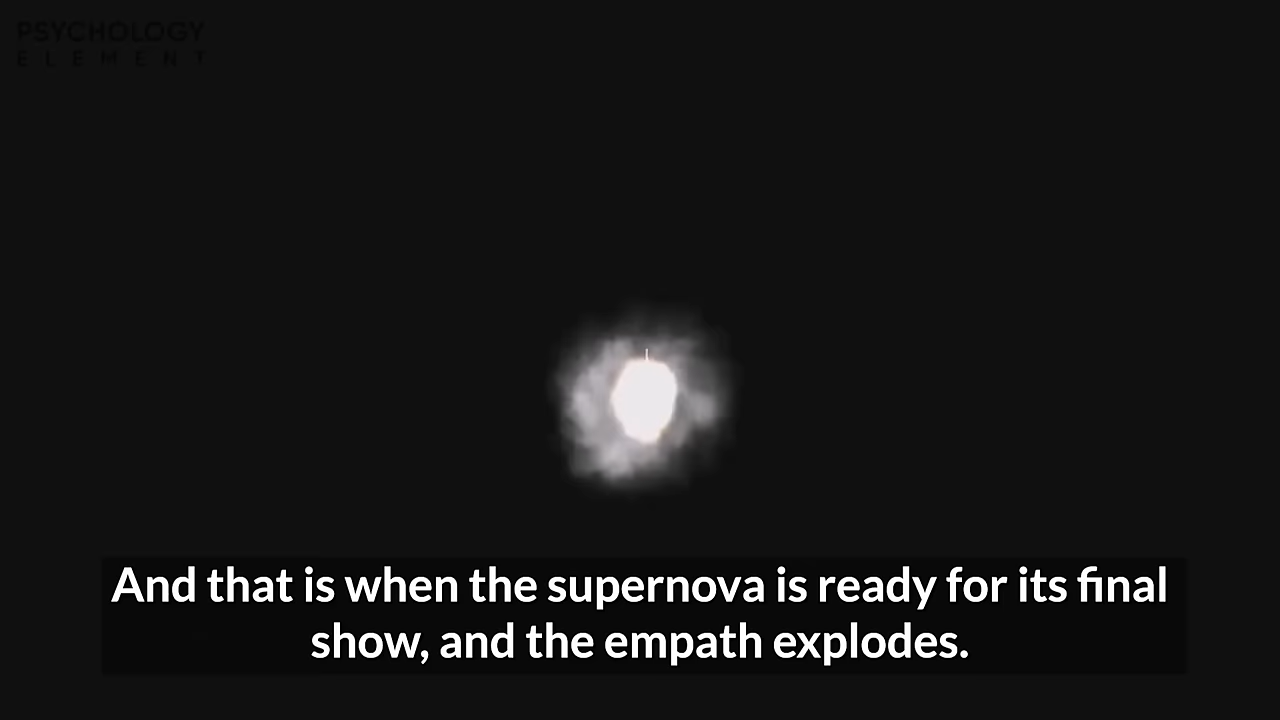 PSYCHOLOGY
ELEMENT
And that is when the supernova is ready for its final
show, and the empath explodes.